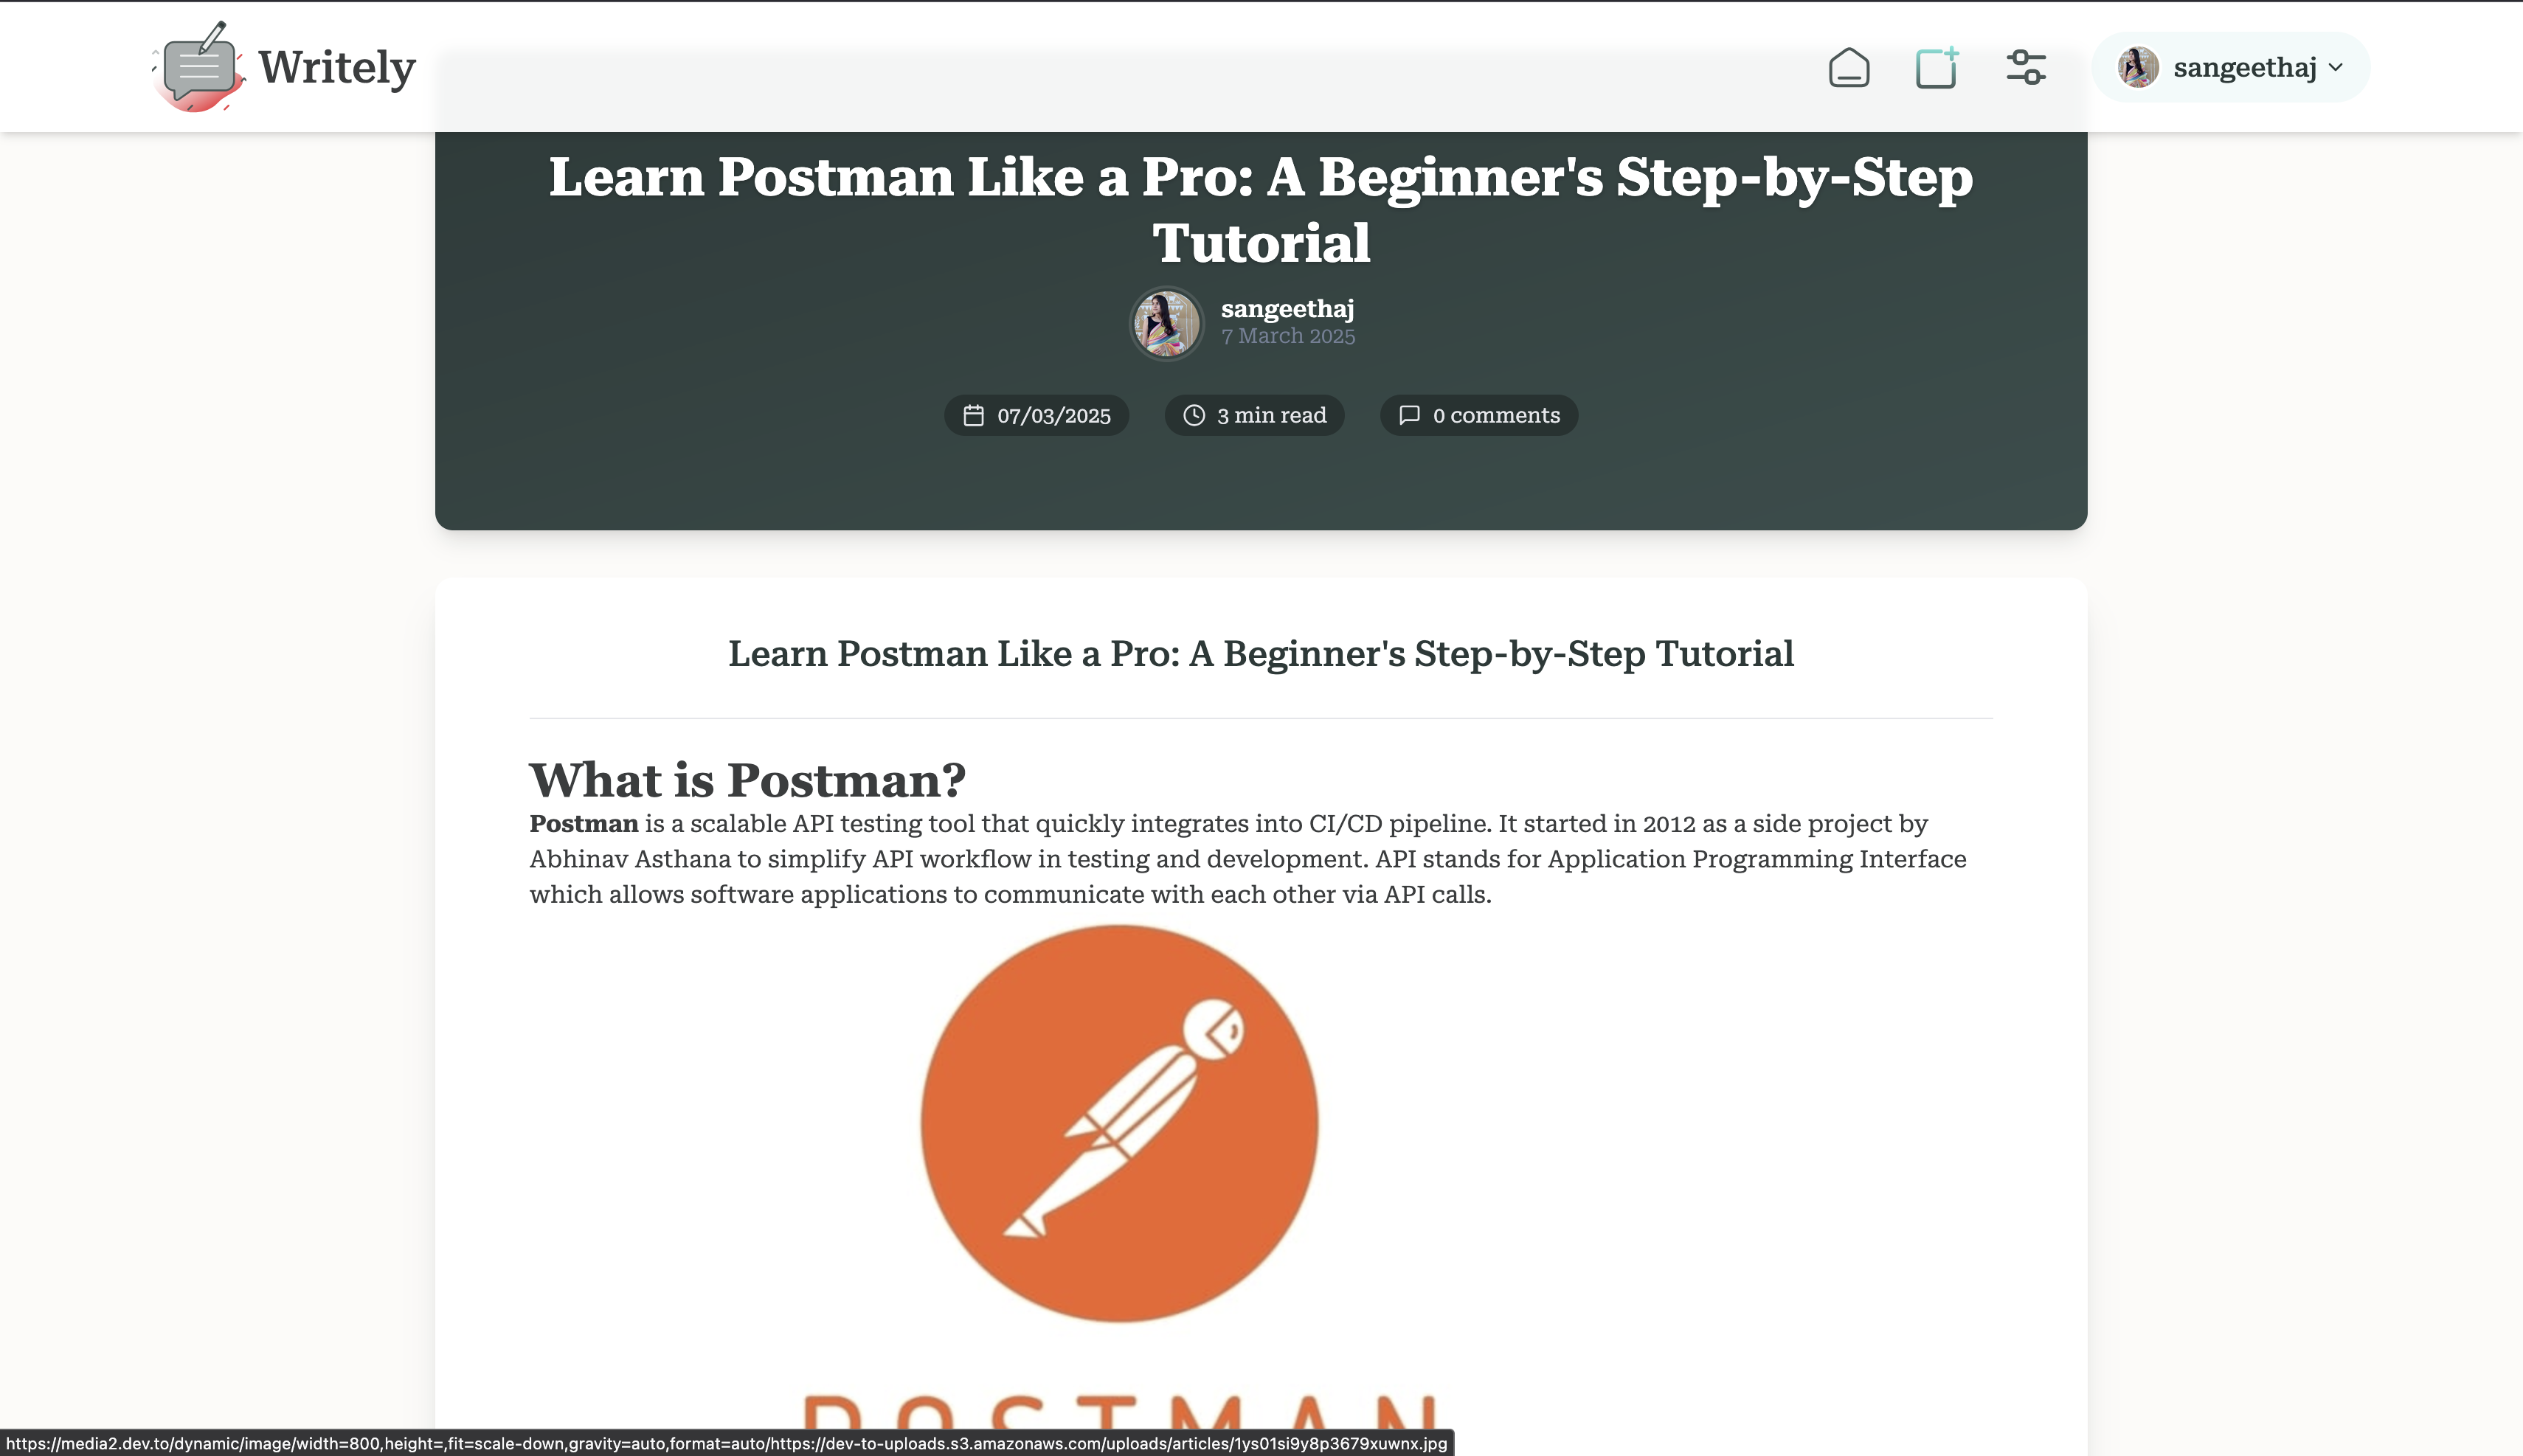 Writely
sangeethaj
Learn Postman Like a Pro: A Beginner's Step-by-Step
Tutorial
sangeethaj
7 March 2025
07/03/2025
3 min read
0 comments
Learn Postman Like a Pro: A Beginner's Step-by-Step Tutorial
What is Postman?
Postman is a scalable API testing tool that quickly integrates into CI/CD pipeline. It started in 2012 as a side project by
Abhinav Asthana to simplify API workflow in testing and development. API stands for Application Programming Interface
which allows software applications to communicate with each other via API calls.
POSTMAN
https://media2.dev.to/dynamic/image/width=800,height=,fit=scale-down,gravity=auto,format=auto/https://dev-to-uploads.s3.amazonaws.com/uploads/articles/1ys01si9y8p3679xuwnx.jpg